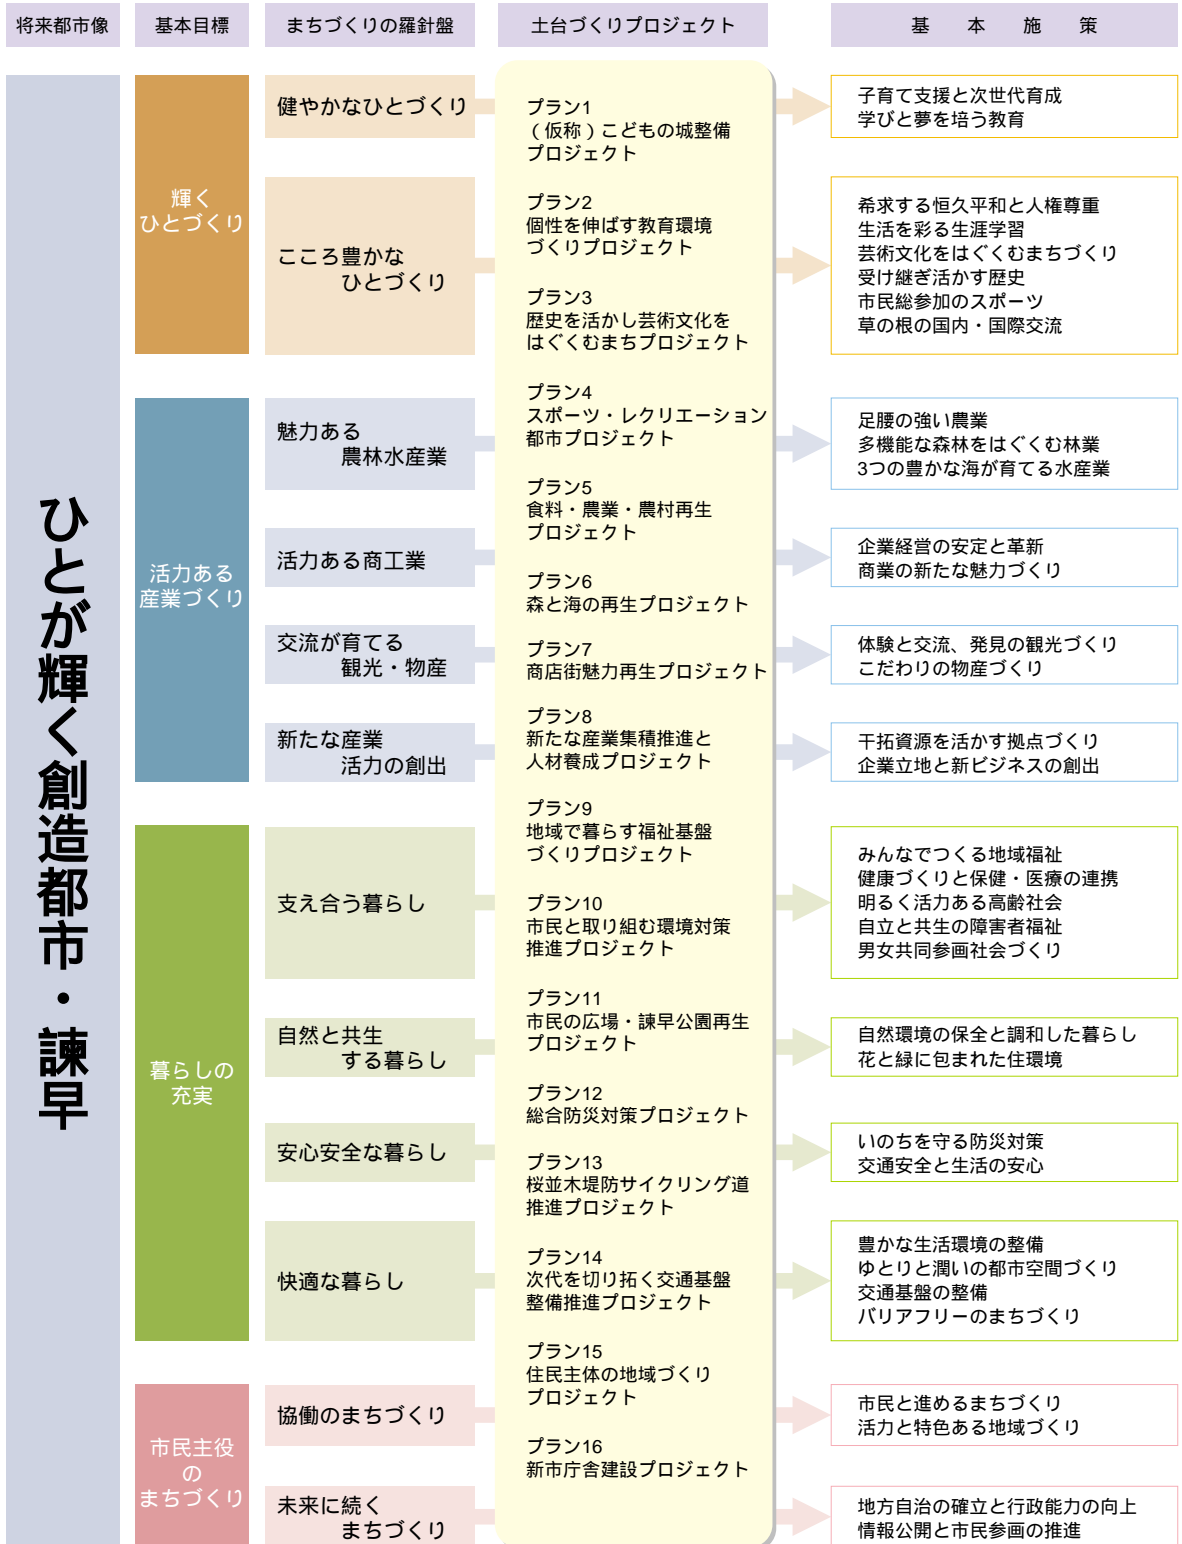 将来都市像
基本目標
まちづくりの羅針盤
土台づくりプロジェクト
基本施策
ひとが輝く創造都市・諫早
輝く
ひとづくり
活力ある
産業づくり
暮らしの
充実
市民主役
の
まちづくり
健やかなひとづくり
こころ豊かな
ひとづくり
魅力ある
農林水産業
活力ある商工業
交流が育てる
観光・物産
新たな産業
活力の創出
支え合う暮らし
自然と共生
する暮らし
安心安全な暮らし
快適な暮らし
協働のまちづくり
未来に続く
まちづくり
プラン1
（仮称）こどもの城整備
プロジェクト
プラン2
個性を伸ばす教育環境
づくりプロジェクト
プラン3
歴史を活かし芸術文化を
はぐくむまちプロジェクト
プラン4
スポーツ・レクリエーション
都市プロジェクト
プラン5
食料・農業・農村再生
プロジェクト
プラン6
森と海の再生プロジェクト
プラン7
商店街魅力再生プロジェクト
プラン8
新たな産業集積推進と
人材養成プロジェクト
プラン9
地域で暮らす福祉基盤
づくりプロジェクト
プラン10
市民と取り組む環境対策
推進プロジェクト
プラン11
市民の広場・諫早公園再生
プロジェクト
プラン12
総合防災対策プロジェクト
プラン13
桜並木堤防サイクリング道
推進プロジェクト
プラン14
次代を切り拓く交通基盤
整備推進プロジェクト
プラン15
住民主体の地域づくり
プロジェクト
プラン16
新市庁舎建設プロジェクト
子育て支援と次世代育成
学びと夢を培う教育
希求する恒久平和と人権尊重
生活を彩る生涯学習
芸術文化をはぐくむまちづくり
受け継ぎ活かす歴史
市民総参加のスポーツ
草の根の国内・国際交流
足腰の強い農業
多機能な森林をはぐくむ林業
3つの豊かな海が育てる水産業
企業経営の安定と革新
商業の新たな魅力づくり
体験と交流、発見の観光づくり
こだわりの物産づくり
干拓資源を活かす拠点づくり
企業立地と新ビジネスの創出
みんなでつくる地域福祉
健康づくりと保健・医療の連携
明るく活力ある高齢社会
自立と共生の障害者福祉
男女共同参画社会づくり
自然環境の保全と調和した暮らし
花と緑に包まれた住環境
いのちを守る防災対策
交通安全と生活の安心
豊かな生活環境の整備
ゆとりと潤いの都市空間づくり
交通基盤の整備
バリアフリーのまちづくり
市民と進めるまちづくり
活力と特色ある地域づくり
地方自治の確立と行政能力の向上
情報公開と市民参画の推進